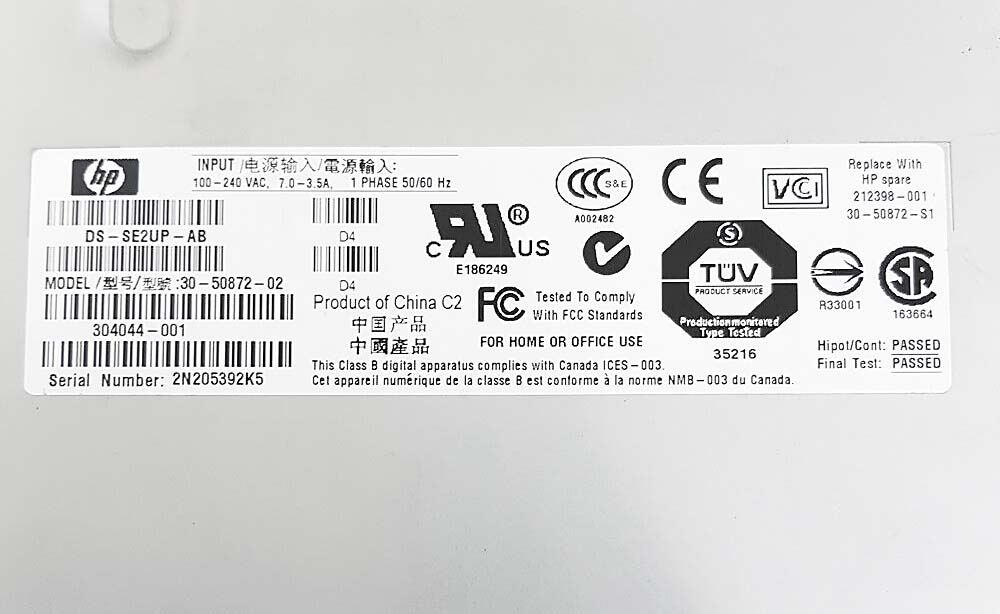 hp
INPUT /电源输入/電源輸入:
100-240 VAC, 7.0-3.5A, 1 PHASE 50/60 Hz
DS-SE2UP-AB
D4
MODEL /型号/型號 :30-50872-02
D4
304044-001
Product of China C2
中国产品
中國產品
Serial Number: 2N205392K5
C UL US ®
E186249
CCC S&E
A002482
CE
VCCI
Replace With
HP spare
212398-001
30-50872-S1
FC Tested To Comply
With FCC Standards
FOR HOME OR OFFICE USE
S
TÜV
PRODUCT SERVICE
Production monitored
Type Tested
35216
R33001
SA
163664
Hipot/Cont: PASSED
Final Test: PASSED
This Class B digital apparatus complies with Canada ICES-003.
Cet appareil numérique de la classe B est conforme à la norme NMB-003 du Canada.